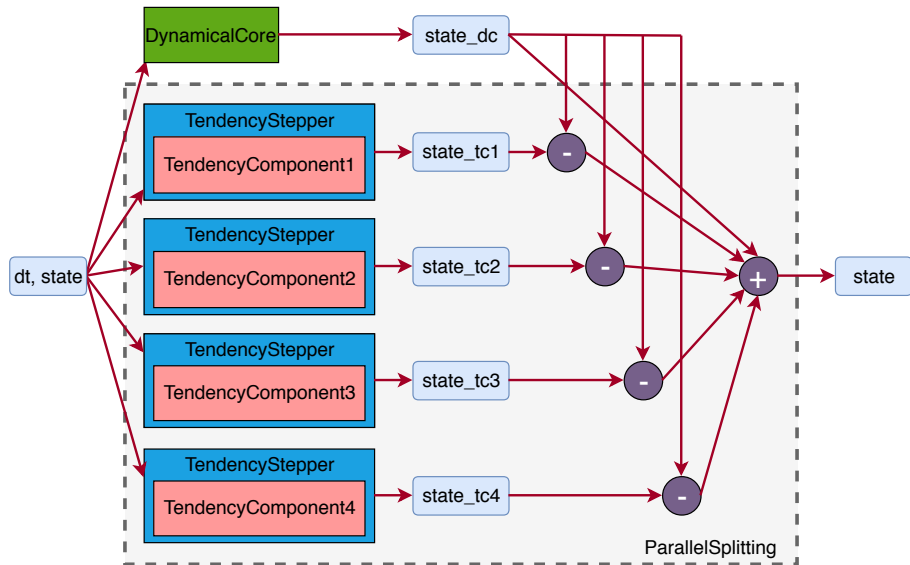 DynamicalCore
state_dc
TendencyStepper
TendencyComponent1
state_tc1
-
TendencyStepper
TendencyComponent2
state_tc2
-
dt, state
+
state
TendencyStepper
TendencyComponent3
state_tc3
-
TendencyStepper
TendencyComponent4
state_tc4
-
ParallelSplitting